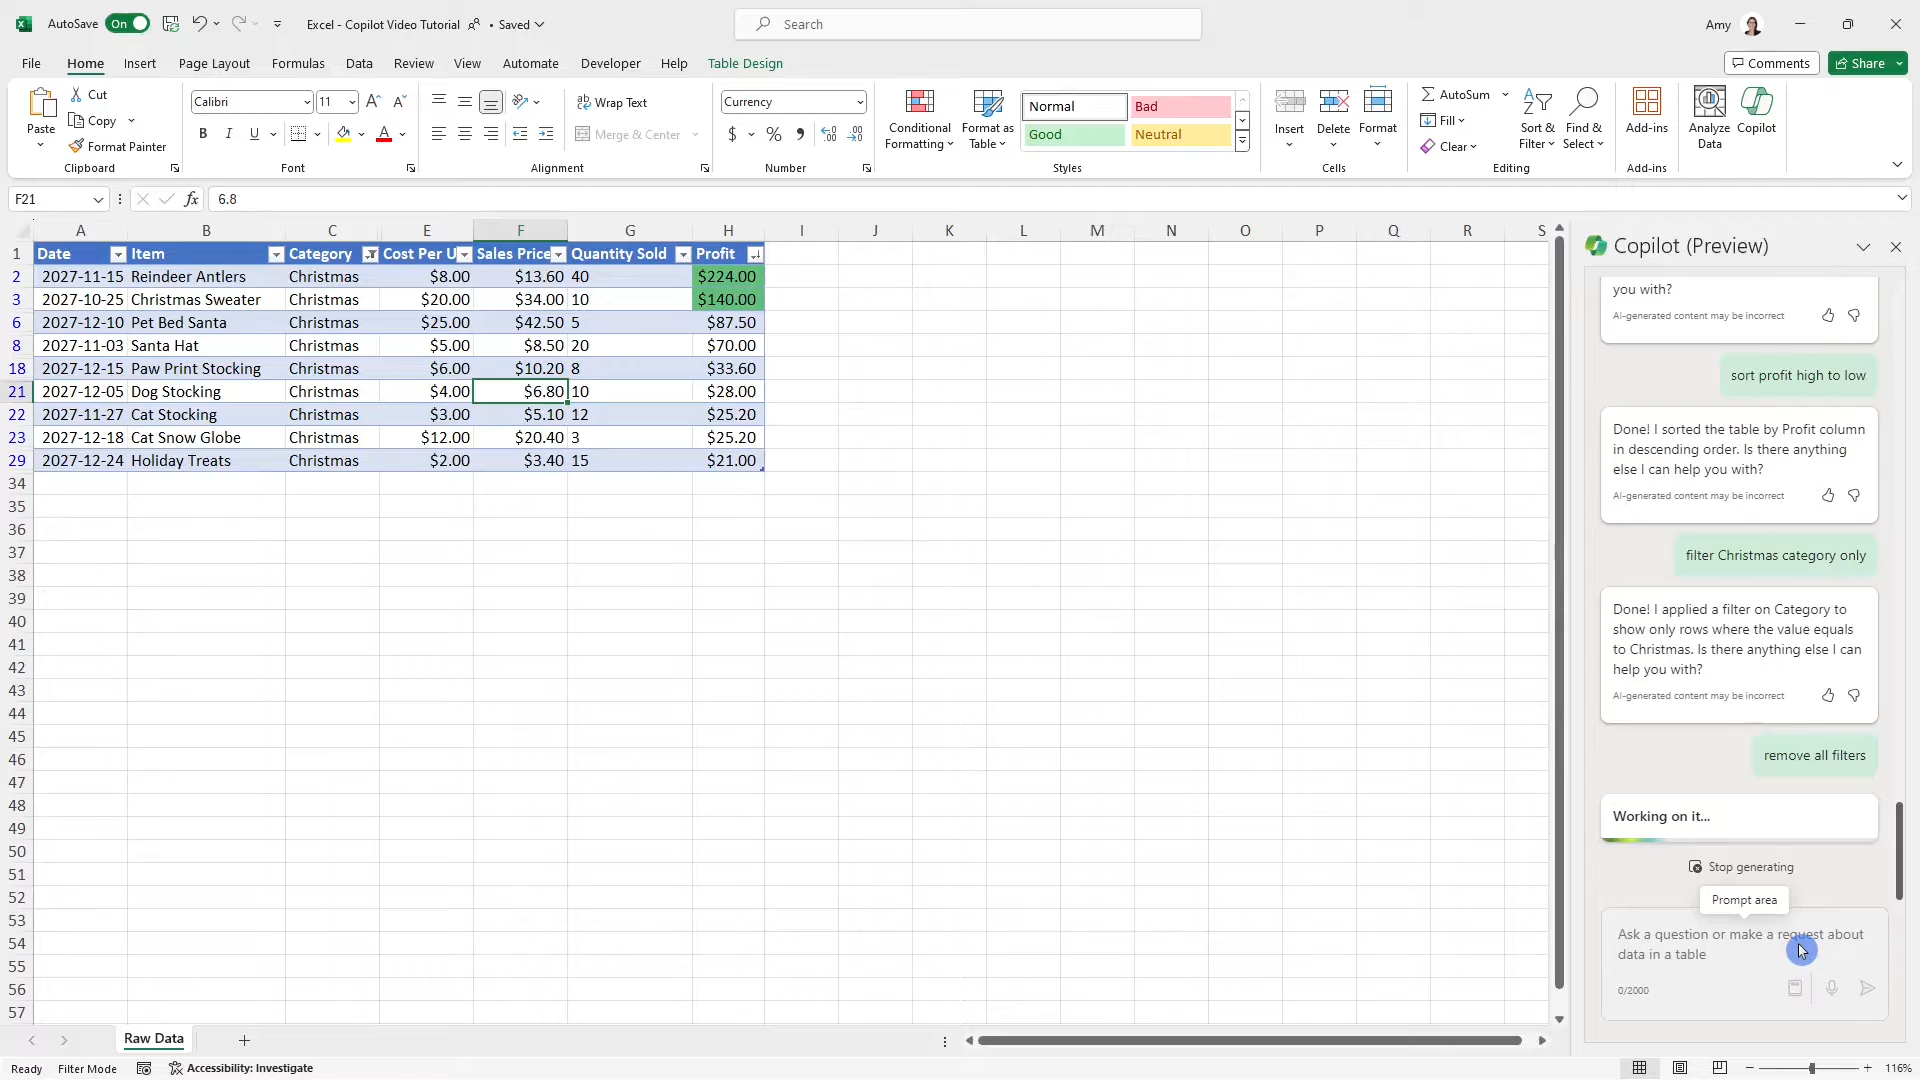 AutoSave On Excel - Copilot Video Tutorial • Saved Search Amy
File Home Insert Page Layout Formulas Data Review View Automate Developer Help Table Design Comments Share
Paste Cut Copy Format Painter Clipboard
Calibri 11 B I U A Font
Wrap Text Merge & Center Alignment
Currency $ % Number
Conditional Formatting Format as Table Normal Bad Good Neutral Styles
Insert Delete Format Cells
AutoSum Fill Clear Sort & Filter Find & Select Editing
Add-ins Add-ins
Analyze Data Copilot
F21 fx 6.8
A B C E F G H I J K L M N O P Q R S
1 Date Item Category Cost Per U Sales Price Quantity Sold Profit
2 2027-11-15 Reindeer Antlers Christmas $8.00 $13.60 40 $224.00
3 2027-10-25 Christmas Sweater Christmas $20.00 $34.00 10 $140.00
6 2027-12-10 Pet Bed Santa Christmas $25.00 $42.50 5 $87.50
8 2027-11-03 Santa Hat Christmas $5.00 $8.50 20 $70.00
18 2027-12-15 Paw Print Stocking Christmas $6.00 $10.20 8 $33.60
21 2027-12-05 Dog Stocking Christmas $4.00 $6.80 10 $28.00
22 2027-11-27 Cat Stocking Christmas $3.00 $5.10 12 $25.20
23 2027-12-18 Cat Snow Globe Christmas $12.00 $20.40 3 $25.20
29 2027-12-24 Holiday Treats Christmas $2.00 $3.40 15 $21.00
34
35
36
37
38
39
40
41
42
43
44
45
46
47
48
49
50
51
52
53
54
55
56
57
Copilot (Preview)
you with?
AI-generated content may be incorrect
sort profit high to low
Done! I sorted the table by Profit column
in descending order. Is there anything
else I can help you with?
AI-generated content may be incorrect
filter Christmas category only
Done! I applied a filter on Category to
show only rows where the value equals
to Christmas. Is there anything else I can
help you with?
AI-generated content may be incorrect
remove all filters
Working on it...
Stop generating
Prompt area
Ask a question or make a request about
data in a table
0/2000
Raw Data
Ready Filter Mode Accessibility: Investigate 116%